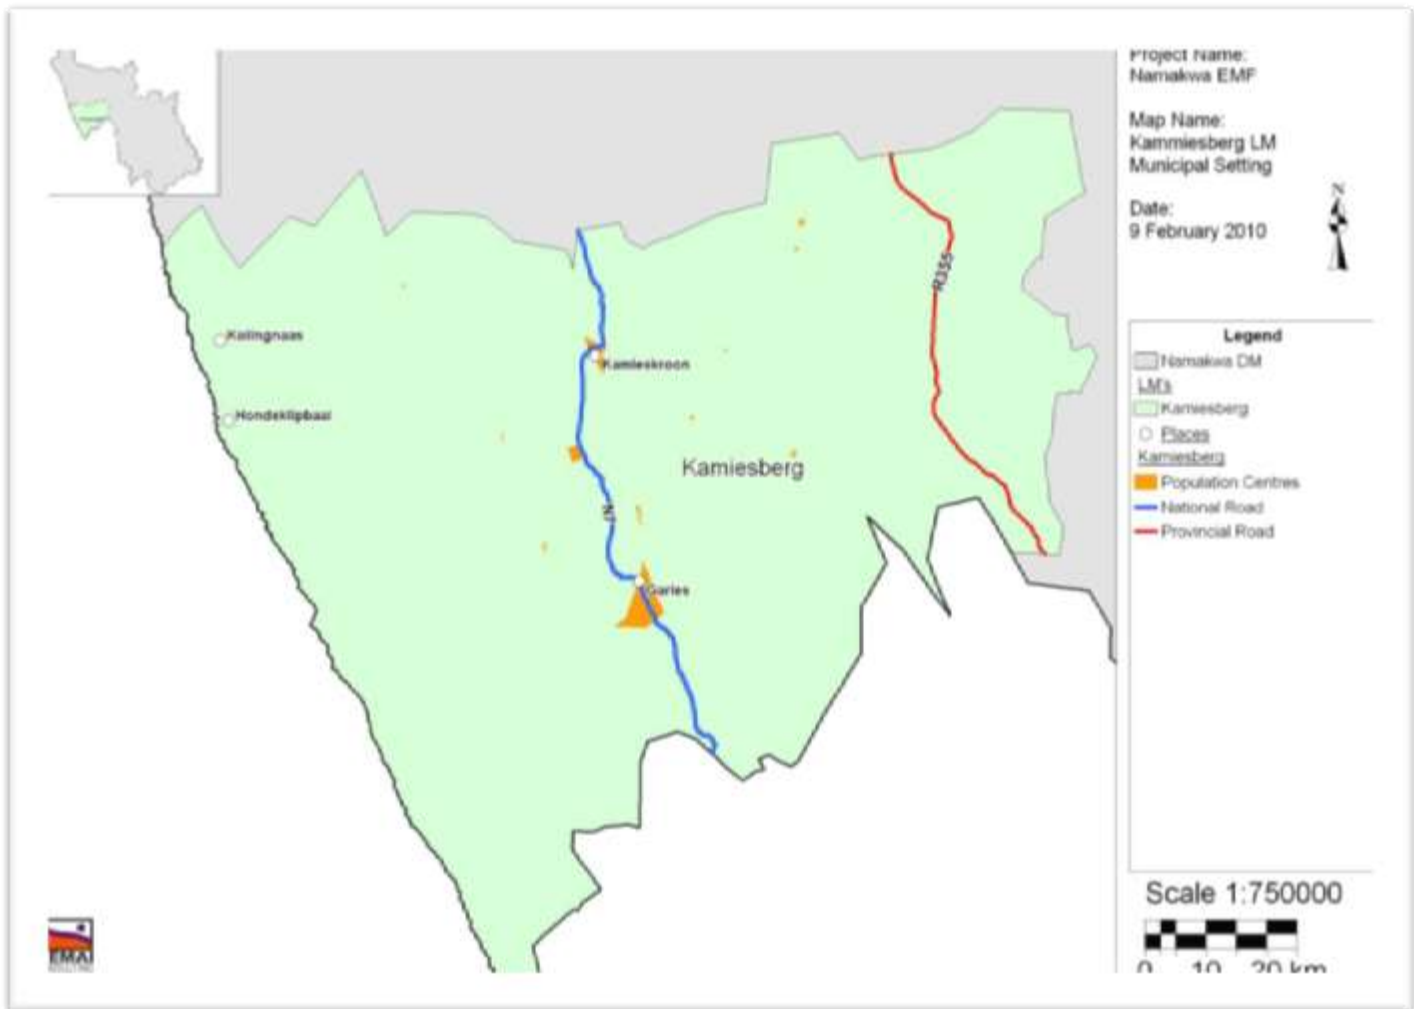 Project Name:
Namakwa EMF
Map Name:
Kammiesberg LM
Municipal Setting
Date:
9 February 2010
N
Koiingnaas
Hondeklipbaai
Kamieskroon
Kamiesberg
N7
R355
Garies
Legend
Namakwa DM
LM's
Kamiesberg
Places
Kamiesberg
Population Centres
National Road
Provincial Road
Scale 1:750000
0 10 20 km
EMA